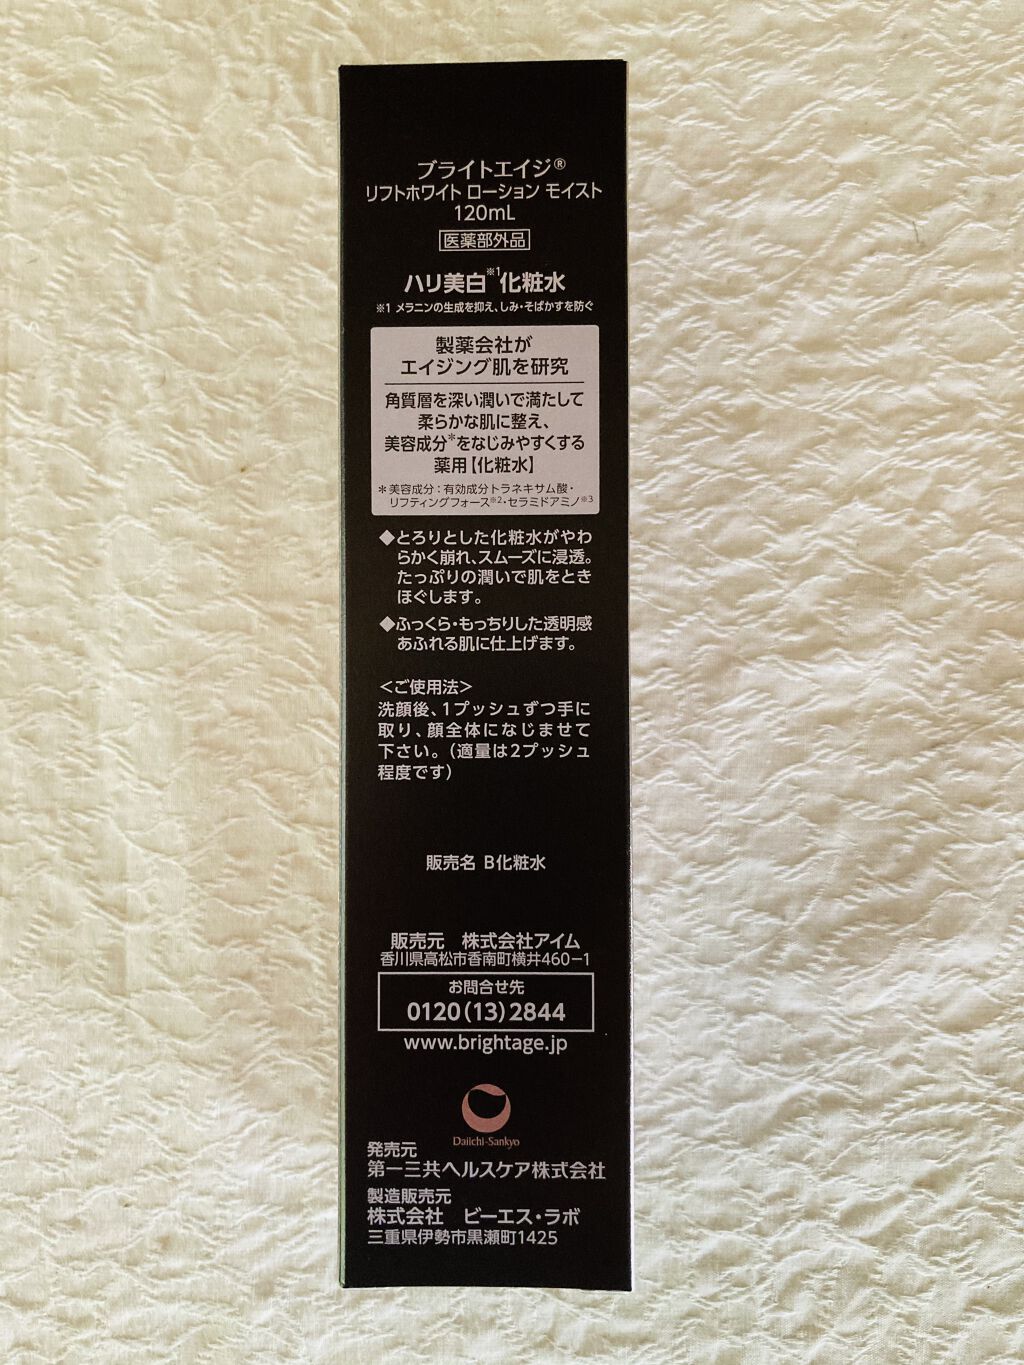 ブライトエイジ®
リフトホワイト ローション モイスト
120mL
医薬部外品
ハリ美白※1化粧水
※1 メラニンの生成を抑え、しみ・そばかすを防ぐ
製薬会社が
エイジング肌を研究
角質層を深い潤いで満たして
柔らかな肌に整え、
美容成分＊をなじみやすくする
薬用【化粧水】
＊美容成分：有効成分トラネキサム酸・
リフティングフォース※2・セラミドアミノ※3
◆とろりとした化粧水がやわ
らかく崩れ、スムーズに浸透。
たっぷりの潤いで肌をとき
ほぐします。
◆ふっくら・もっちりした透明感
あふれる肌に仕上げます。
＜ご使用法＞
洗顔後、1プッシュずつ手に
取り、顔全体になじませて
下さい。（適量は2プッシュ
程度です）
販売名 B化粧水
販売元 株式会社アイム
香川県高松市香南町横井460−1
お問合せ先
0120(13)2844
www.brightage.jp
Daiichi-Sankyo
発売元
第一三共ヘルスケア株式会社
製造販売元
株式会社 ビーエス・ラボ
三重県伊勢市黒瀬町1425